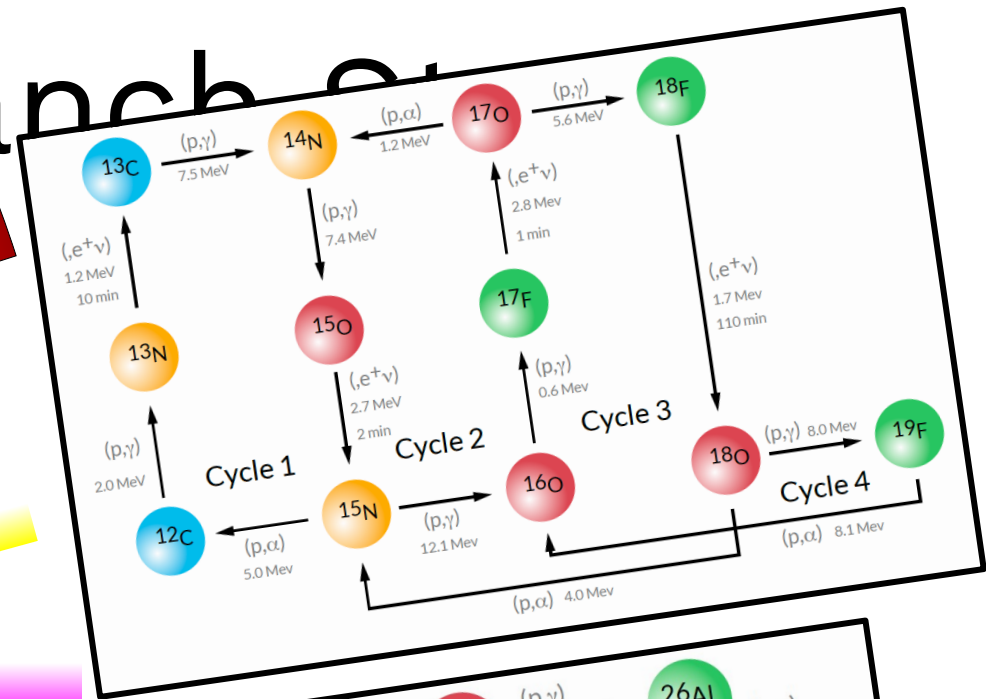 18F
(p,γ)
17O
5.6 MeV
(p,α)
1.2 MeV
14N
(p,γ)
13C
7.5 MeV
(,e⁺ν)
2.8 Mev
1 min
(p,γ)
7.4 MeV
(,e⁺ν)
1.2 MeV
10 min
(,e⁺ν)
1.7 Mev
110 min
17F
15O
13N
(p,γ)
0.6 Mev
(,e⁺ν)
2.7 MeV
2 min
Cycle 3
Cycle 2
Cycle 1
(p,γ)
2.0 MeV
19F
(p,γ) 8.0 Mev
18O
Cycle 4
16O
15N
(p,γ)
12.1 Mev
12C
(p,α)
5.0 Mev
(p,α) 8.1 Mev
(p,α) 4.0 Mev
(p,γ)
26Al